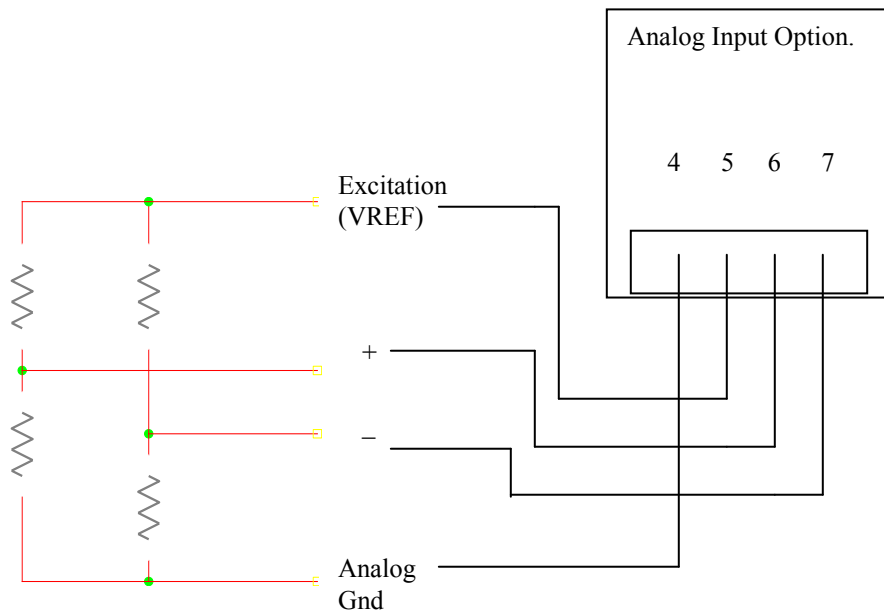 Analog Input Option.
4 5 6 7
Excitation
(VREF)
+
–
Analog
Gnd